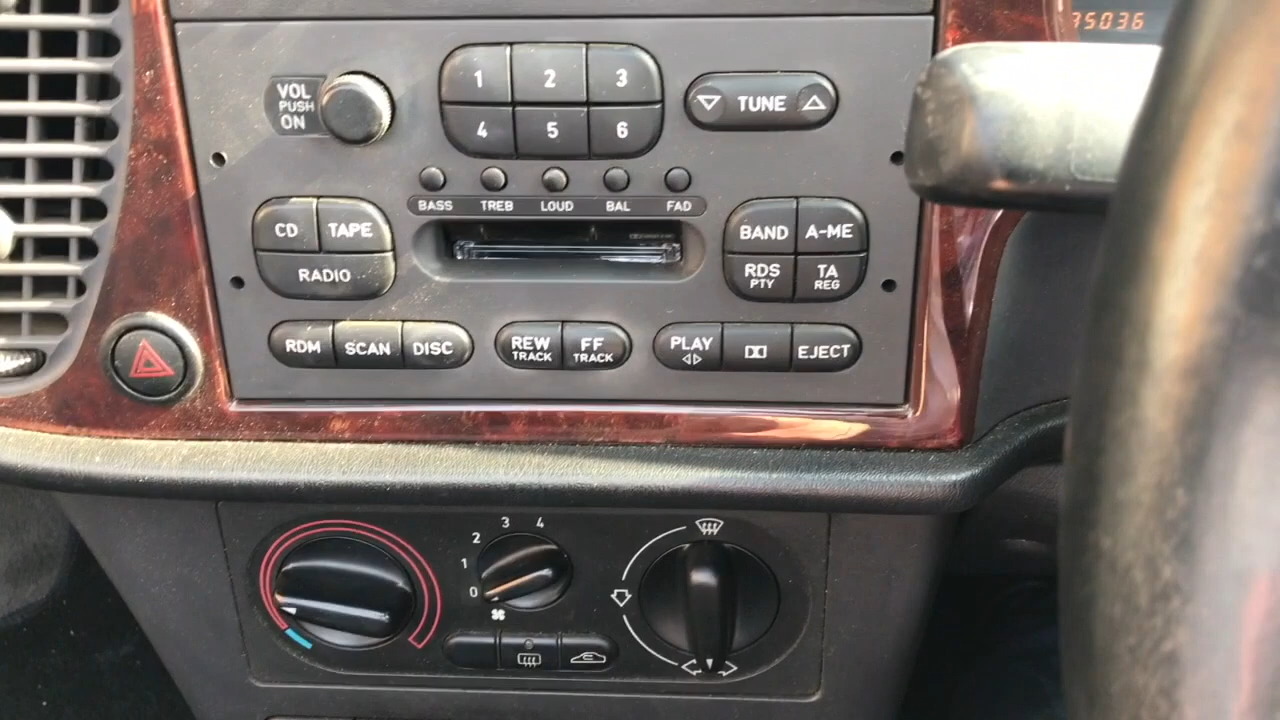 35036
VOL
PUSH
ON
1 2 3
4 5 6
TUNE
BASS TREB LOUD BAL FAD
CD TAPE
RADIO
BAND A-ME
RDS
PTY
TA
REG
RDM SCAN DISC
REW
TRACK
FF
TRACK
PLAY
EJECT
0 1 2 3 4